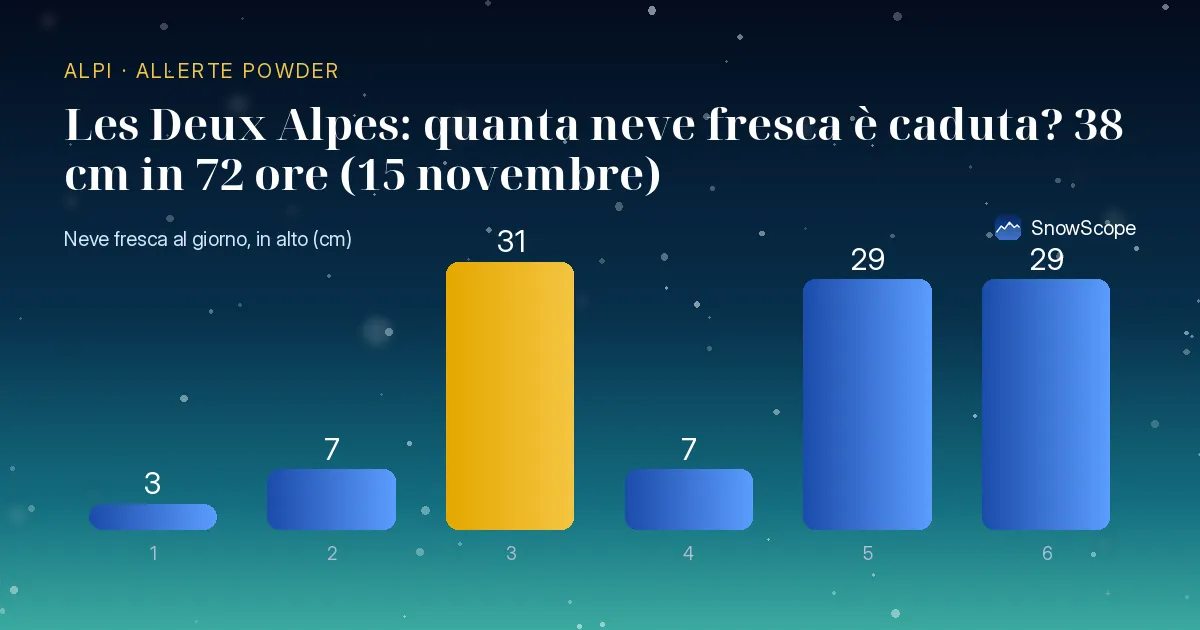 ALPI · ALLERTE POWDER
Les Deux Alpes: quanta neve fresca è caduta? 38
cm in 72 ore (15 novembre)
Neve fresca al giorno, in alto (cm)
SnowScope
31
29
29
7
7
3
1
2
3
4
5
6